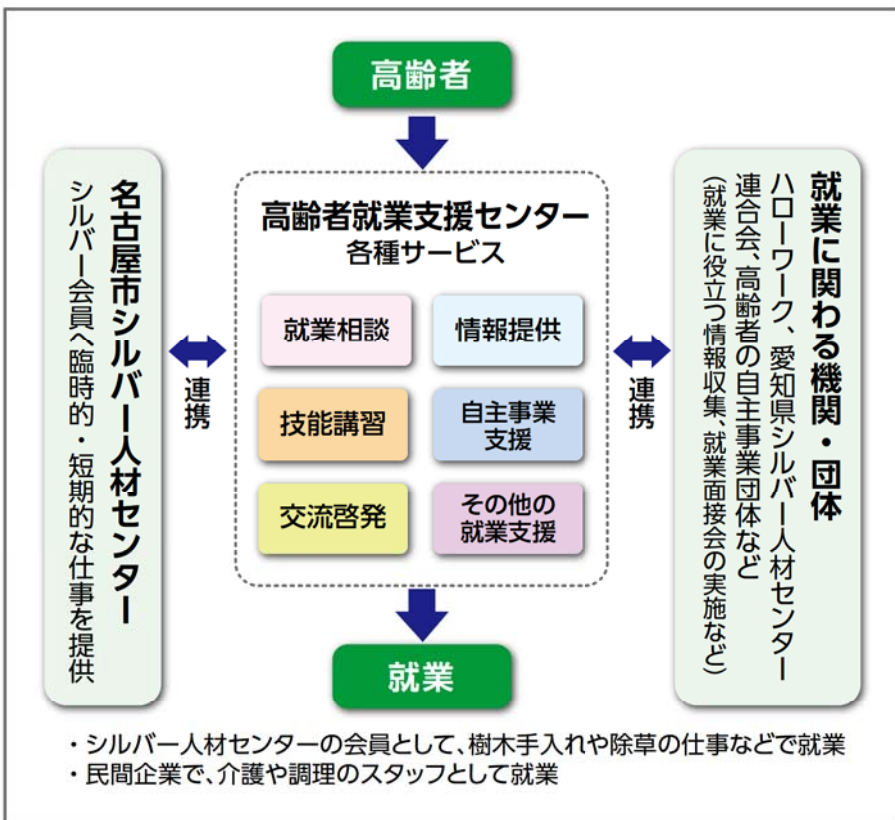 高齢者
名古屋市シルバー人材センター
シルバー会員へ臨時的・短期的な仕事を提供
連携
高齢者就業支援センター
各種サービス
就業相談
情報提供
技能講習
自主事業
支援
交流啓発
その他の
就業支援
連携
就業に関わる機関・団体
ハローワーク、愛知県シルバー人材センター
連合会、高齢者の自主事業団体など
（就業に役立つ情報収集、就業面接会の実施など）
就業
・シルバー人材センターの会員として、樹木手入れや除草の仕事などで就業
・民間企業で、介護や調理のスタッフとして就業